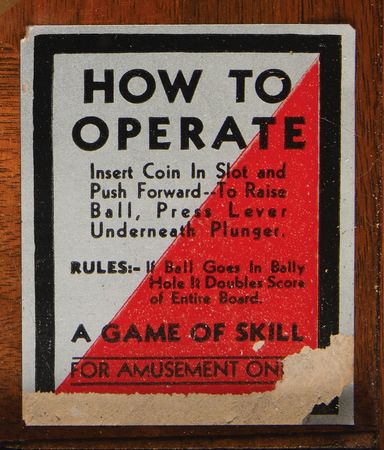 HOW TO
OPERATE
Insert Coin In Slot and
Push Forward--To Raise
Ball, Press Lever
Underneath Plunger.
RULES:- If Ball Goes In Bally
Hole It Doubles Score
of Entire Board.
A GAME OF SKILL
FOR AMUSEMENT